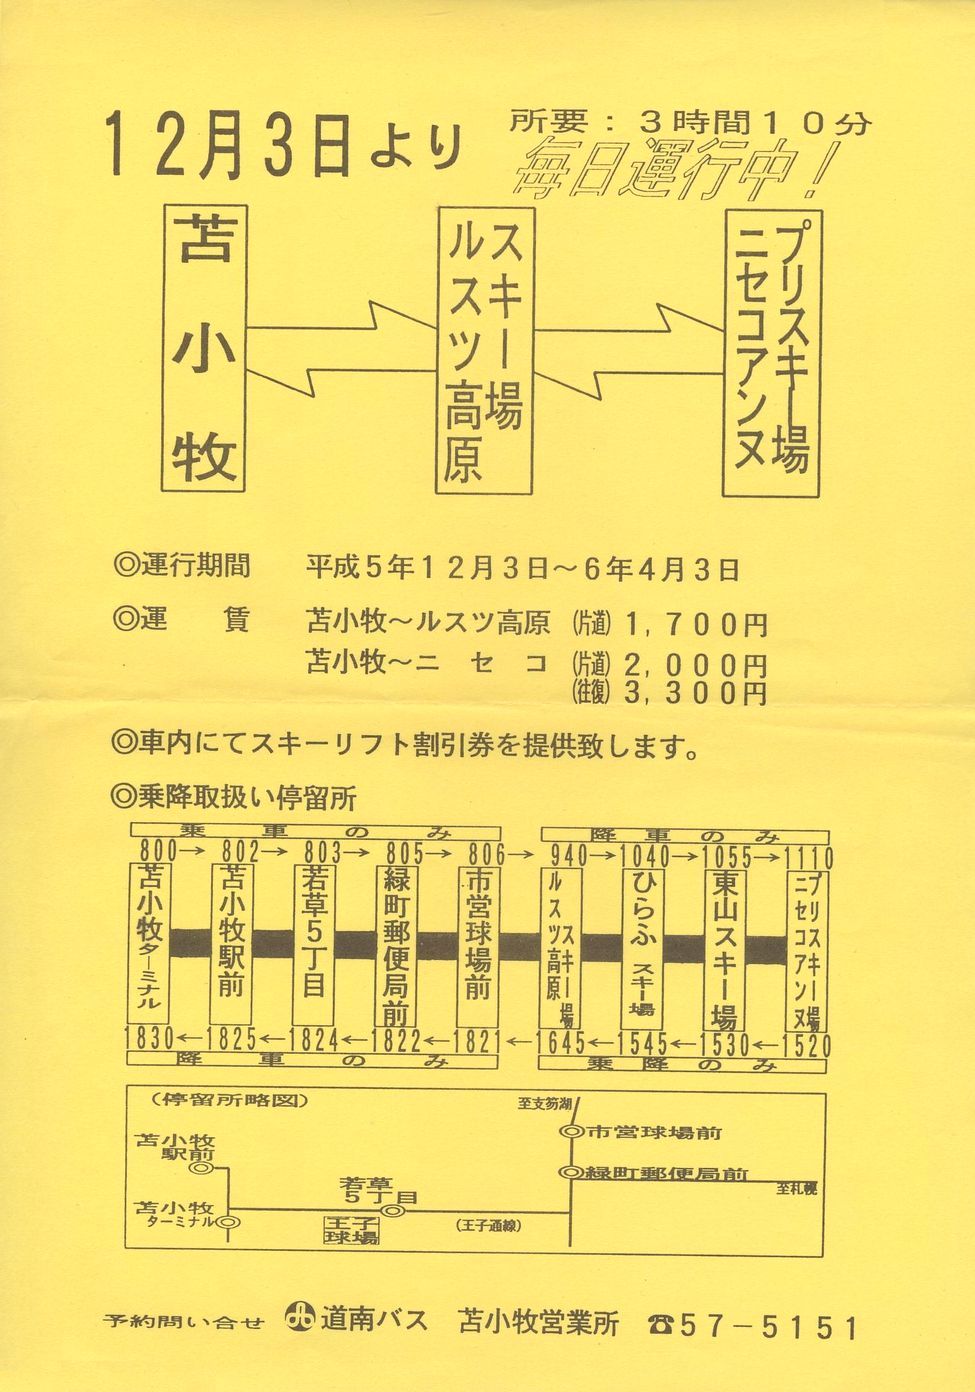 12月3日より
所要：3時間10分
毎日運行中！
苫小牧
ルスツ高原
スキー場
ニセコアンヌ
プリスキー場
◎運行期間　平成5年12月3日～6年4月3日
◎運　賃　苫小牧～ルスツ高原　(片道)　1,700円
苫小牧～ニセコ　(片道)　2,000円
(往復)　3,300円
◎車内にてスキーリフト割引券を提供致します。
◎乗降取扱い停留所
乗車のみ　降車のみ
800→　802→　803→　805→　806→　940→　1040→　1055→　1110
苫小牧ターミナル
苫小牧駅前
若草5丁目
緑町郵便局前
市営球場前
ルスツ高原
スキー場
ひらふスキー場
東山スキー場
ニセコアンヌ
プリスキー場
1830←　1825←　1824←　1822←　1821←　1645←　1545←　1530←　1520
降車のみ　乗降のみ
(停留所略図)
至支笏湖
市営球場前
苫小牧
駅前
緑町郵便局前
至札幌
若草
5丁目
苫小牧
ターミナル
王子
球場
(王子通線)
予約問い合せ　道南バス　苫小牧営業所　☎57－5151